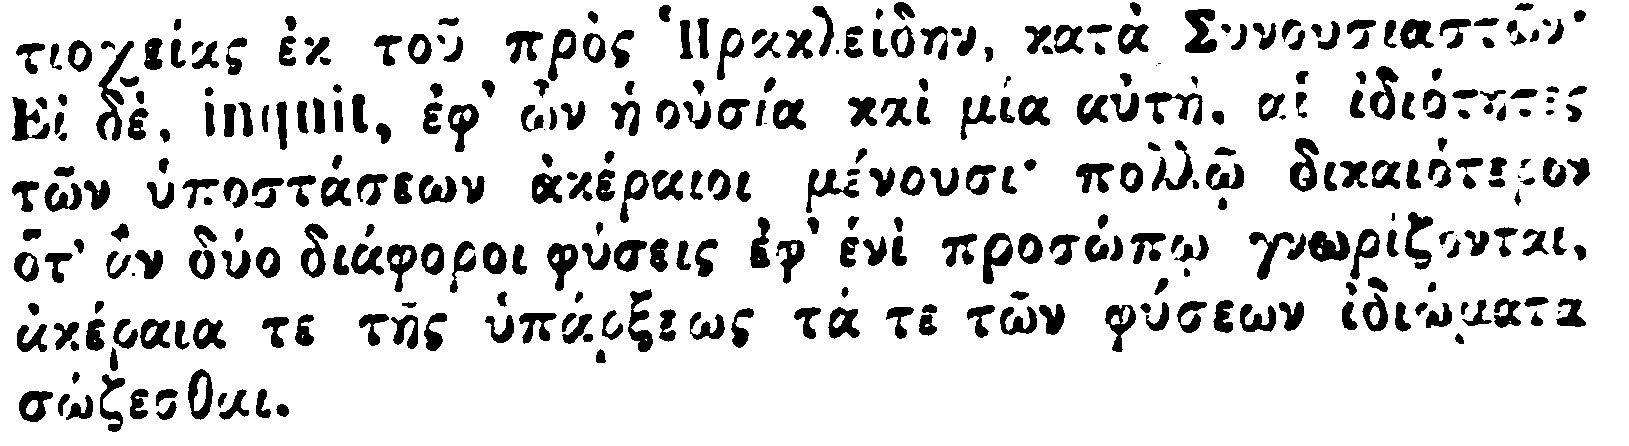 τιοχείας ἐκ τοῦ πρὸς Ἡρακλείδην, κατὰ Συνουσιαστῶν·
Εἰ δὲ, inquit, ἐφ’ ὧν ἡ οὐσία καὶ μία αὐτὴ, αἱ ἰδιότητες
τῶν ὑποστάσεων ἀκέραιοι μένουσι· πολλῷ δικαιότερον
ὅτ’ ἂν δύο διάφοροι φύσεις ἐφ’ ἑνὶ προσώπῳ γνωρίζονται,
ἀκέραια τε τῆς ὑπάρξεως τά τε τῶν φύσεων ἰδιώματα
σώζεσθαι.